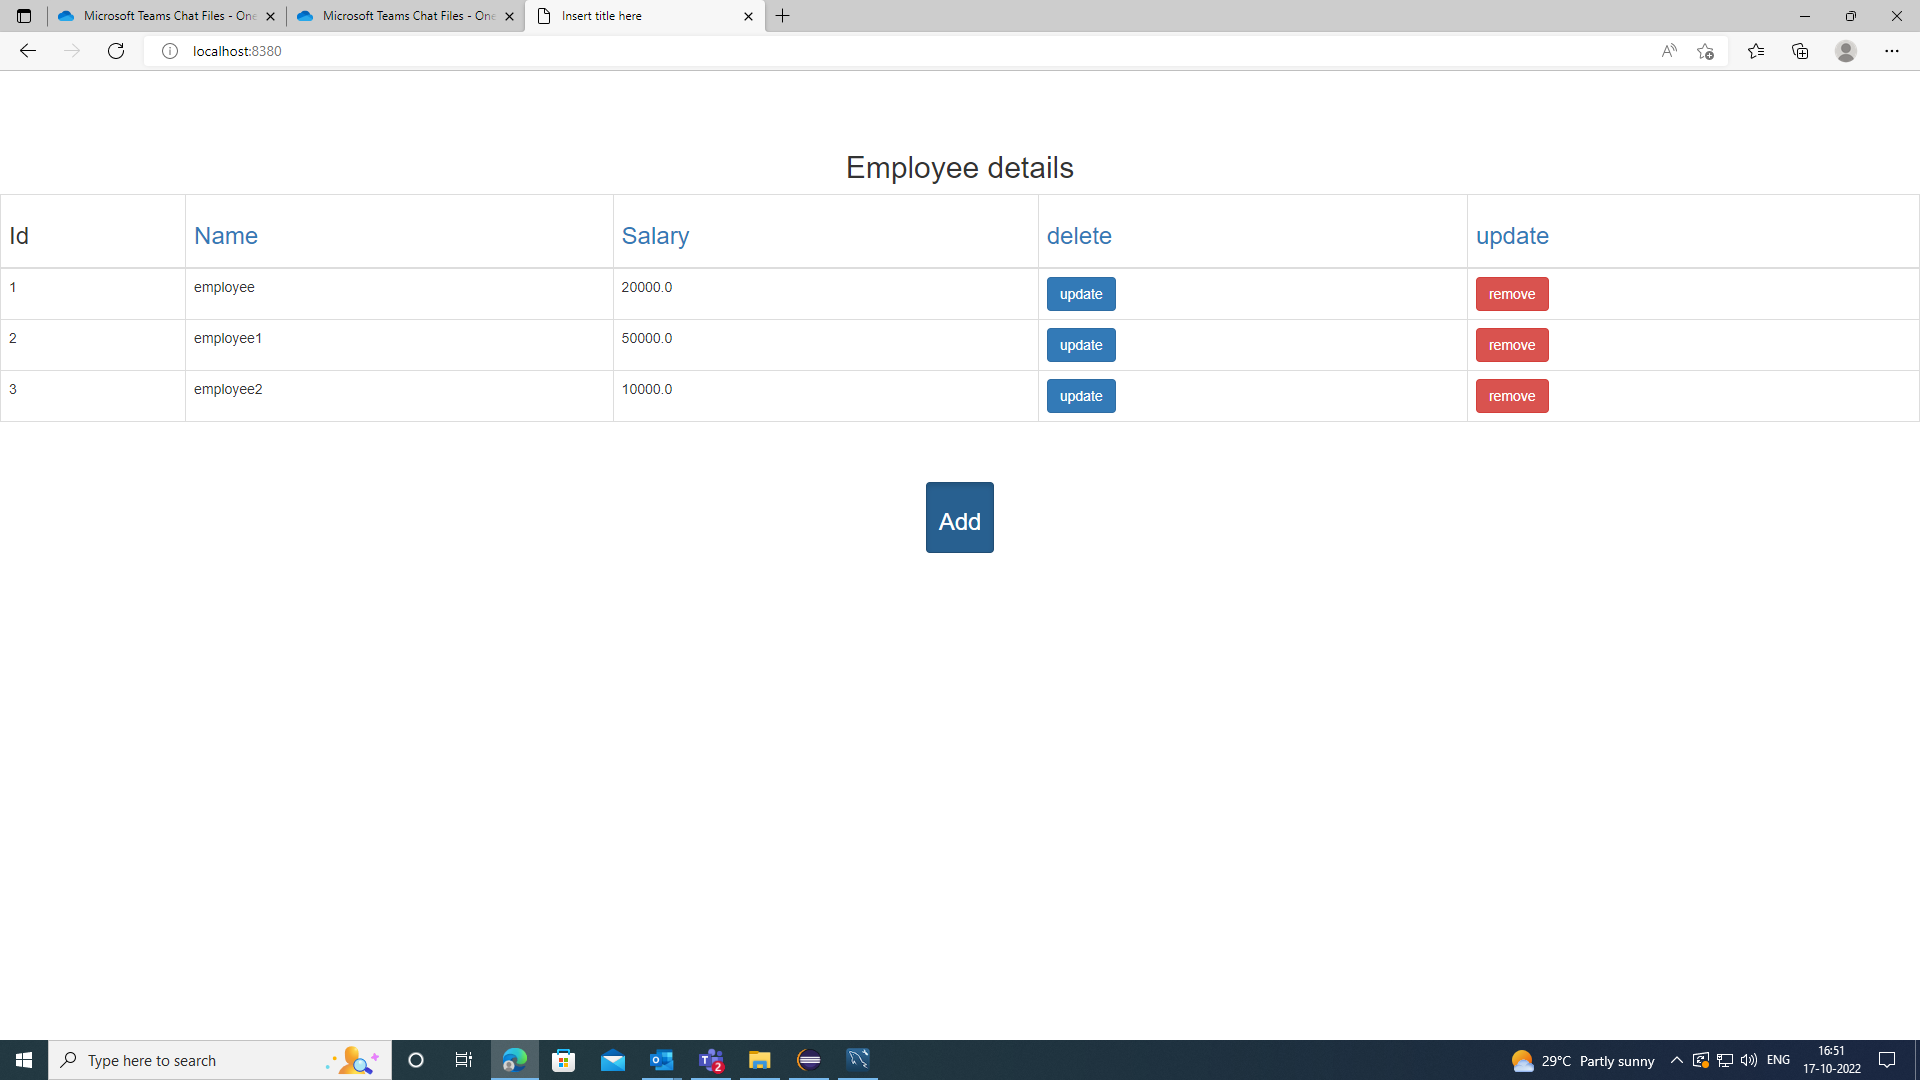 Microsoft Teams Chat Files - One
Microsoft Teams Chat Files - One
Insert title here
localhost:8380
Employee details
Id Name Salary delete update
1 employee 20000.0 update remove
2 employee1 50000.0 update remove
3 employee2 10000.0 update remove
Add
Type here to search
2
29°C Partly sunny
ENG
16:51
17-10-2022